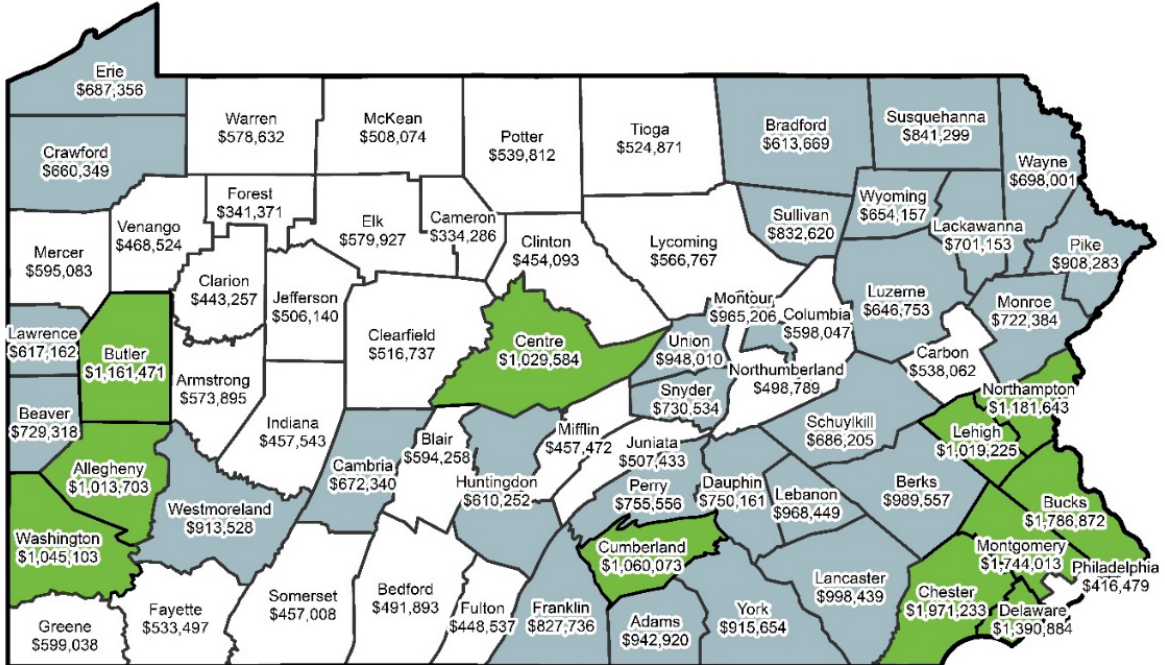 Erie
$687,356
Warren
$578,632
McKean
$508,074
Potter
$539,812
Tioga
$524,871
Bradford
$613,669
Susquehanna
$841,299
Wayne
$698,001
Crawford
$660,349
Forest
$341,371
Venango
$468,524
Elk
$579,927
Cameron
$334,286
Clinton
$454,093
Lycoming
$566,767
Sullivan
$832,620
Wyoming
$654,157
Lackawanna
$701,153
Pike
$908,283
Mercer
$595,083
Clarion
$443,257
Jefferson
$506,140
Clearfield
$516,737
Centre
$1,029,584
Montour
$965,206
Columbia
$598,047
Luzerne
$646,753
Monroe
$722,384
Lawrence
$617,162
Butler
$1,161,471
Armstrong
$573,895
Union
$948,010
Northumberland
$498,789
Carbon
$538,062
Northampton
$1,181,643
Beaver
$729,318
Indiana
$457,543
Snyder
$730,534
Schuylkill
$686,205
Lehigh
$1,019,225
Allegheny
$1,013,703
Cambria
$672,340
Blair
$594,258
Huntingdon
$610,252
Mifflin
$457,472
Juniata
$507,433
Perry
$755,556
Dauphin
$750,161
Lebanon
$968,449
Berks
$989,557
Bucks
$1,786,872
Westmoreland
$913,528
Washington
$1,045,103
Cumberland
$1,060,073
Montgomery
$1,744,013
Philadelphia
$416,479
Greene
$599,038
Fayette
$533,497
Somerset
$457,008
Bedford
$491,893
Fulton
$448,537
Franklin
$827,736
Adams
$942,920
York
$915,654
Lancaster
$998,439
Chester
$1,971,233
Delaware
$1,390,884